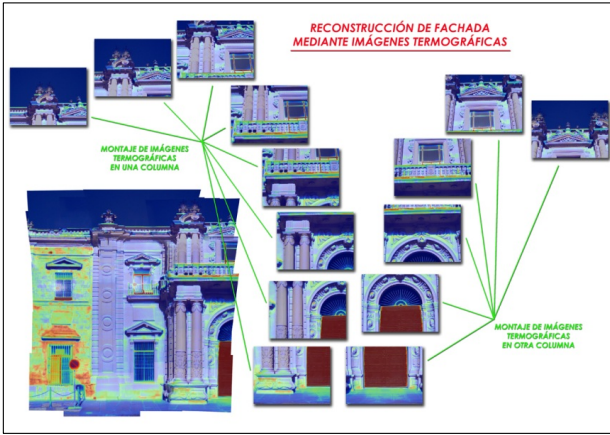 RECONSTRUCCIÓN DE FACHADA
MEDIANTE IMÁGENES TERMOGRÁFICAS
MONTAJE DE IMÁGENES
TERMOGRÁFICAS
EN UNA COLUMNA
MONTAJE DE IMÁGENES
TERMOGRÁFICAS
EN OTRA COLUMNA